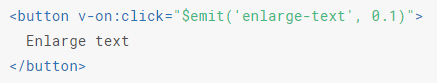 <button v-on:click="$emit('enlarge-text', 0.1)">
  Enlarge text
</button>